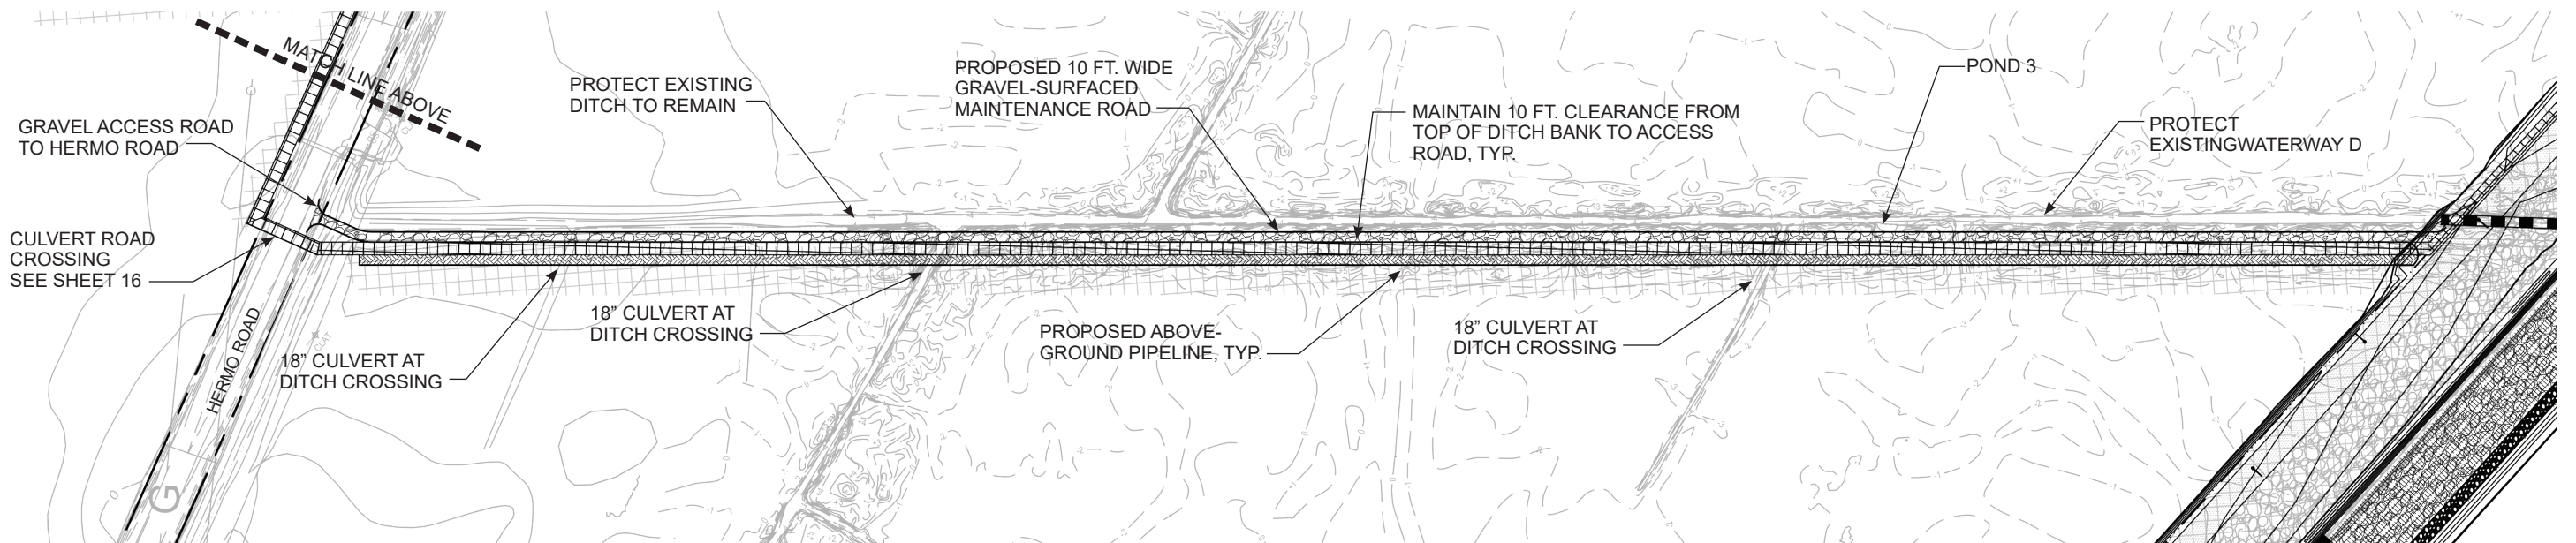 MATCH LINE ABOVE
GRAVEL ACCESS ROAD
TO HERMO ROAD
PROTECT EXISTING
DITCH TO REMAIN
PROPOSED 10 FT. WIDE
GRAVEL-SURFACED
MAINTENANCE ROAD
MAINTAIN 10 FT. CLEARANCE FROM
TOP OF DITCH BANK TO ACCESS
ROAD, TYP.
POND 3
PROTECT
EXISTINGWATERWAY D
CULVERT ROAD
CROSSING
SEE SHEET 16
HERMO ROAD
18” CULVERT AT
DITCH CROSSING
18” CULVERT AT
DITCH CROSSING
PROPOSED ABOVE-
GROUND PIPELINE, TYP.
18” CULVERT AT
DITCH CROSSING
G